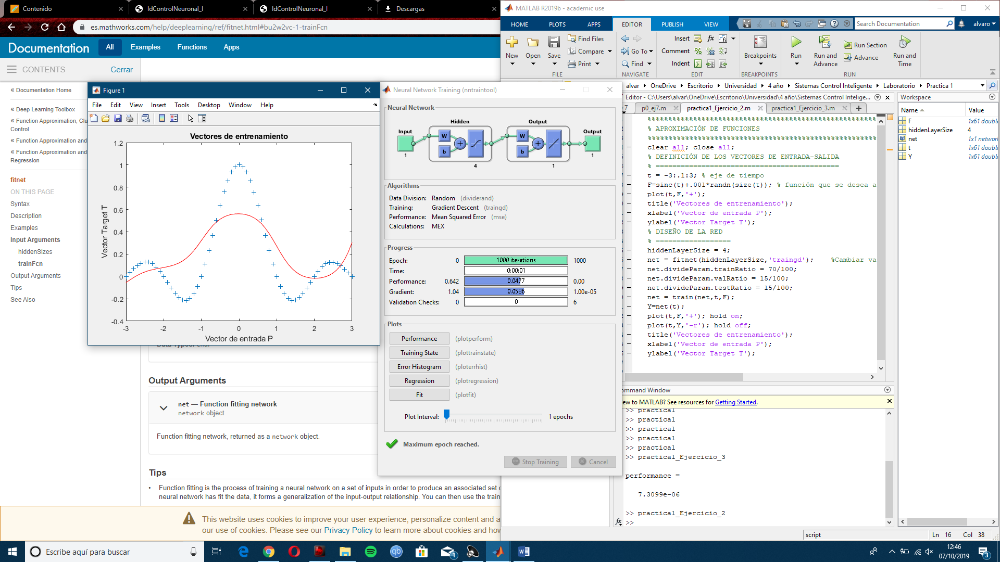 Contenido
IdControlNeuronal_I
IdControlNeuronal_I
Descargas
es.mathworks.com/help/deeplearning/ref/fitnet.html#bu2w2vc-1-trainFcn
Documentation
All
Examples
Functions
Apps
CONTENTS
Cerrar
« Documentation Home
« Deep Learning Toolbox
« Function Approximation, Clu
Control
« Function Approximation and
« Function Approximation and
Regression
fitnet
ON THIS PAGE
Syntax
Description
Examples
Input Arguments
hiddenSizes
trainFcn
Output Arguments
Tips
See Also
Figure 1
File Edit View Insert Tools Desktop Window Help
Vectores de entrenamiento
Vector Target T
1.2
1
0.8
0.6
0.4
0.2
0
-0.2
-0.4
-3 -2 -1 0 1 2 3
Vector de entrada P
Output Arguments
net — Function fitting network
network object
Function fitting network, returned as a network object.
Tips
• Function fitting is the process of training a neural network on a set of inputs in order to produce an associated set
neural network has fit the data, it forms a generalization of the input-output relationship. You can then use the train
This website uses cookies to improve your user experience, personalize content and a
our use of cookies. Please see our Privacy Policy to learn more about cookies and how
Neural Network Training (nntraintool)
Neural Network
Hidden
Output
Input
Output
W
b
W
b
1
4
1
1
Algorithms
Data Division: Random (dividerand)
Training: Gradient Descent (traingd)
Performance: Mean Squared Error (mse)
Calculations: MEX
Progress
Epoch: 0 1000 iterations 1000
Time: 0:00:01
Performance: 0.642 0.0477 0.00
Gradient: 1.04 0.0586 1.00e-05
Validation Checks: 0 0 6
Plots
Performance (plotperform)
Training State (plottrainstate)
Error Histogram (ploterrhist)
Regression (plotregression)
Fit (plotfit)
Plot Interval: 1 epochs
Maximum epoch reached.
Stop Training
Cancel
MATLAB R2019b - academic use
HOME PLOTS APPS EDITOR PUBLISH VIEW
Search Documentation
alvaro
New Open Save
Find Files
Compare
Print
Go To
Find
Insert
Comment
Indent
Breakpoints
Run
Run and
Advance
Run Section
Advance
Run and
Time
FILE NAVIGATE EDIT BREAKPOINTS RUN
alvar OneDrive Escritorio Universidad 4 año Sistemas Control Inteligente Laboratorio Practica 1
Editor - C:\Users\alvar\OneDrive\Escritorio\Universidad\4 año\Sistemas Control Intelige...
+7 p0_ej7.m practica1_Ejercicio_2.m practica1_Ejercicio_3.m +
% APROXIMACIÓN DE FUNCIONES
clear all; close all;
% DEFINICIÓN DE LOS VECTORES DE ENTRADA-SALIDA
% ============================================
t = -3:.1:3; % eje de tiempo
F=sinc(t)+.001*randn(size(t)); % función que se desea a
plot(t,F,'+');
title('Vectores de entrenamiento');
xlabel('Vector de entrada P');
ylabel('Vector Target T');
% DISEÑO DE LA RED
% ==================
hiddenLayerSize = 4;
net = fitnet(hiddenLayerSize,'traingd'); %Cambiar va
net.divideParam.trainRatio = 70/100;
net.divideParam.valRatio = 15/100;
net.divideParam.testRatio = 15/100;
net = train(net,t,F);
Y=net(t);
plot(t,F,'+'); hold on;
plot(t,Y,'-r'); hold off;
title('Vectores de entrenamiento');
xlabel('Vector de entrada P');
ylabel('Vector Target T');
Workspace
Name Value
F 1x61 double
hiddenLayerSize 4
net 1x1 networ
t 1x61 double
Y 1x61 double
ommand Window
ew to MATLAB? See resources for Getting Started.
>> practica1
>> practica1
>> practica1
>> practica1
>> practica1
>> practica1_Ejercicio_3
performance =
7.3099e-06
>> practica1_Ejercicio_2
fx >>
script
Ln 16 Col 38
Escribe aquí para buscar
12:46
07/10/2019
1
3